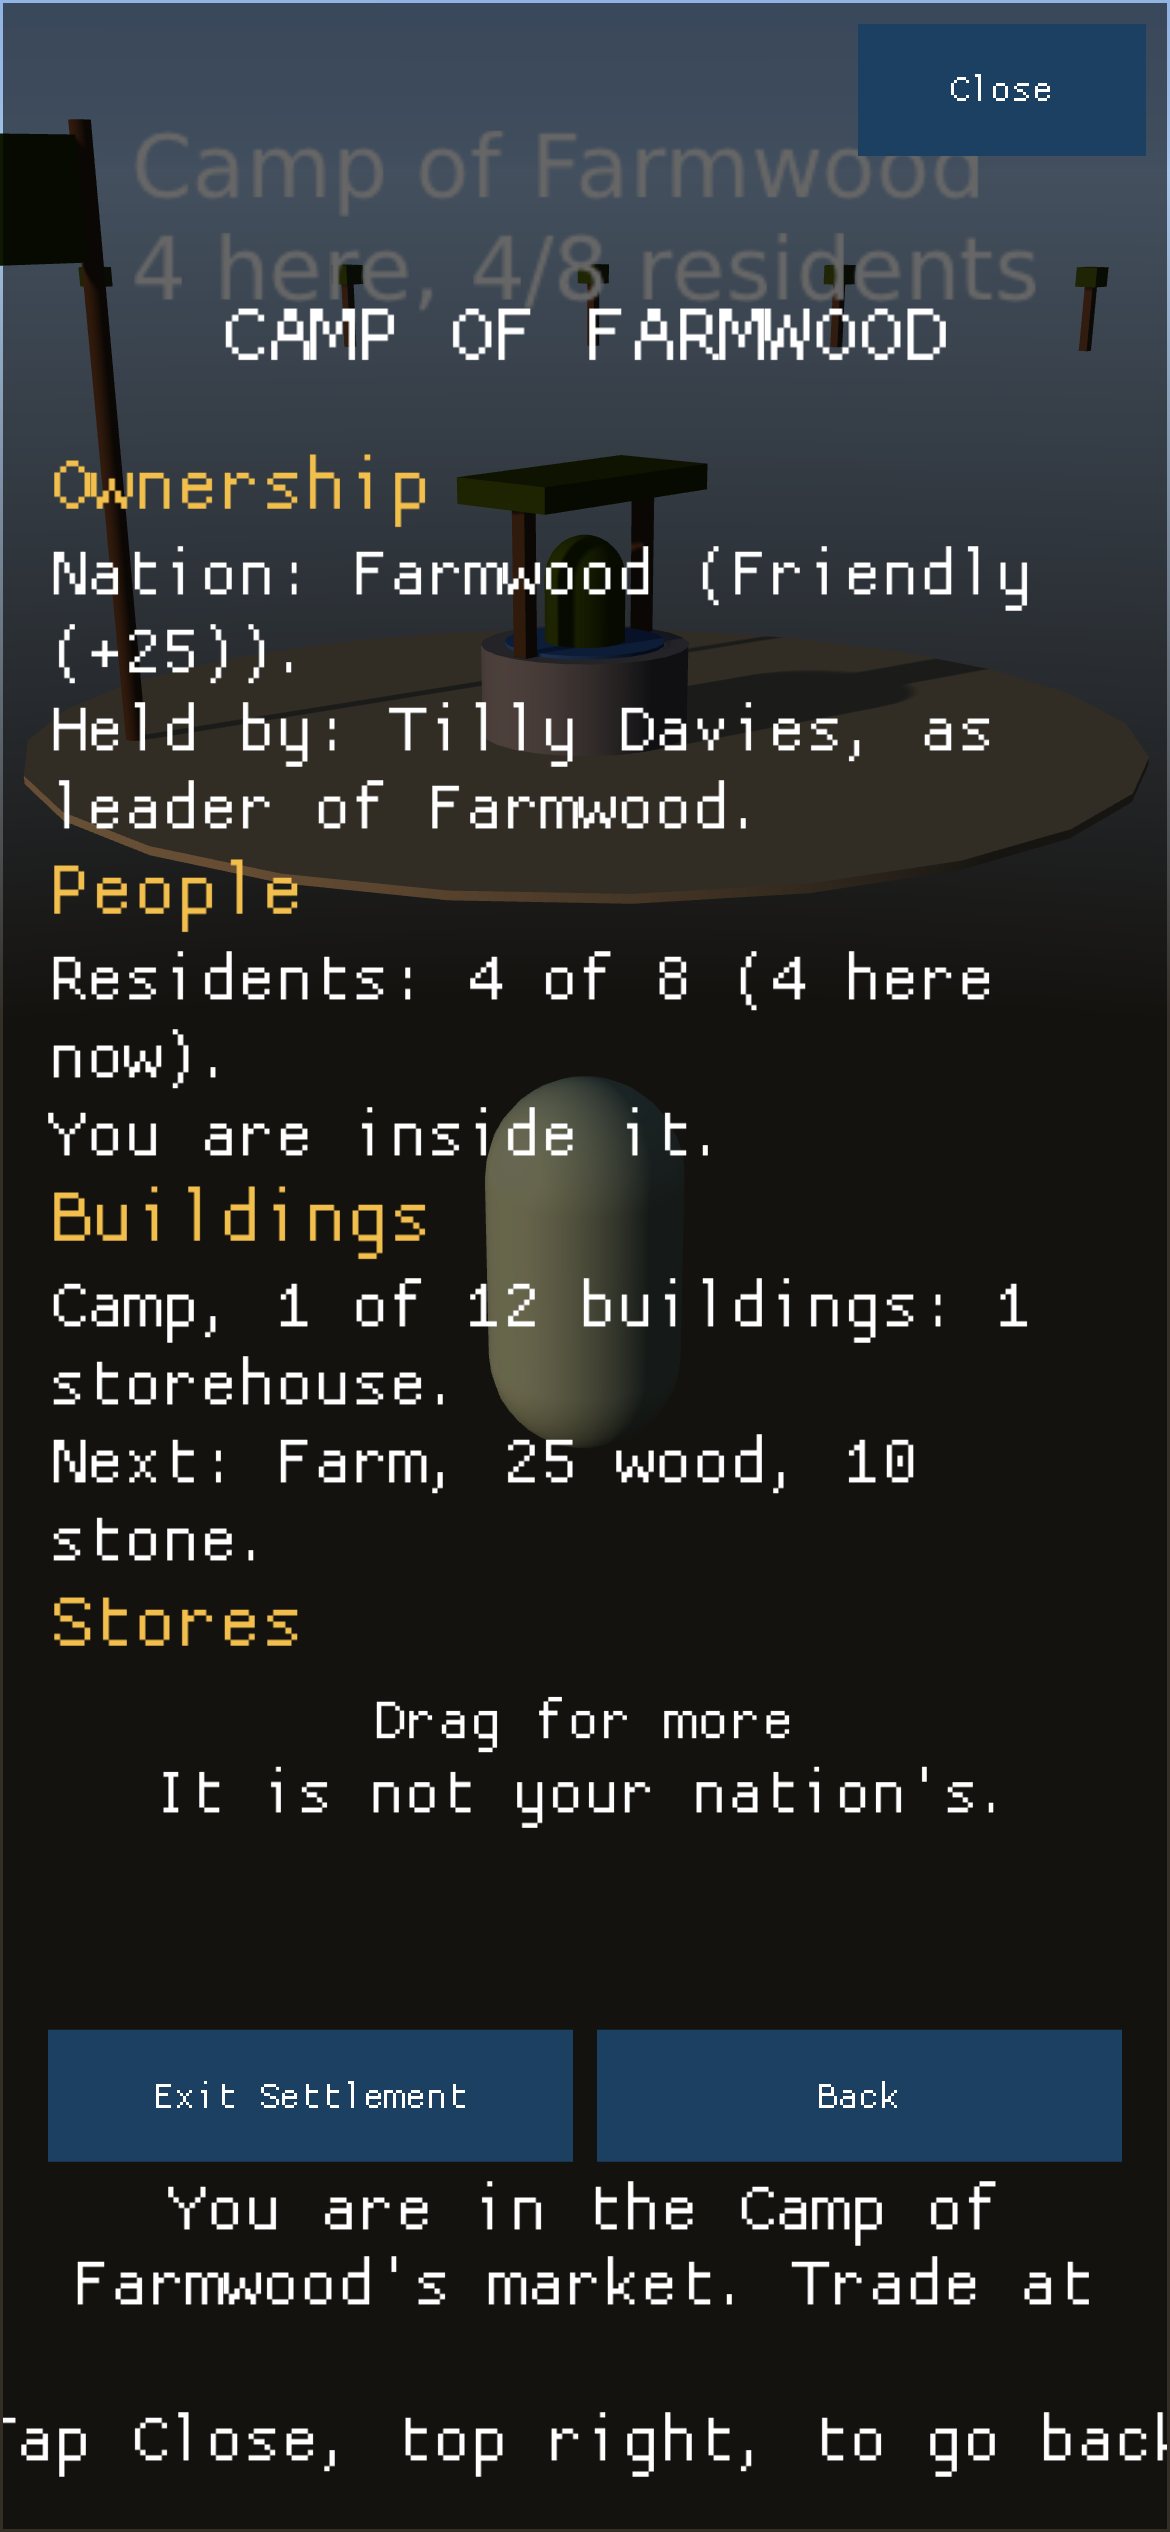 Close
Camp of Farmwood
4 here, 4/8 residents
CAMP OF FARMWOOD
Ownership
Nation: Farmwood (Friendly
(+25)).
Held by: Tilly Davies, as
leader of Farmwood.
People
Residents: 4 of 8 (4 here
now).
You are inside it.
Buildings
Camp, 1 of 12 buildings: 1
storehouse.
Next: Farm, 25 wood, 10
stone.
Stores
Drag for more
It is not your nation's.
Exit Settlement
Back
You are in the Camp of
Farmwood's market. Trade at
Tap Close, top right, to go back